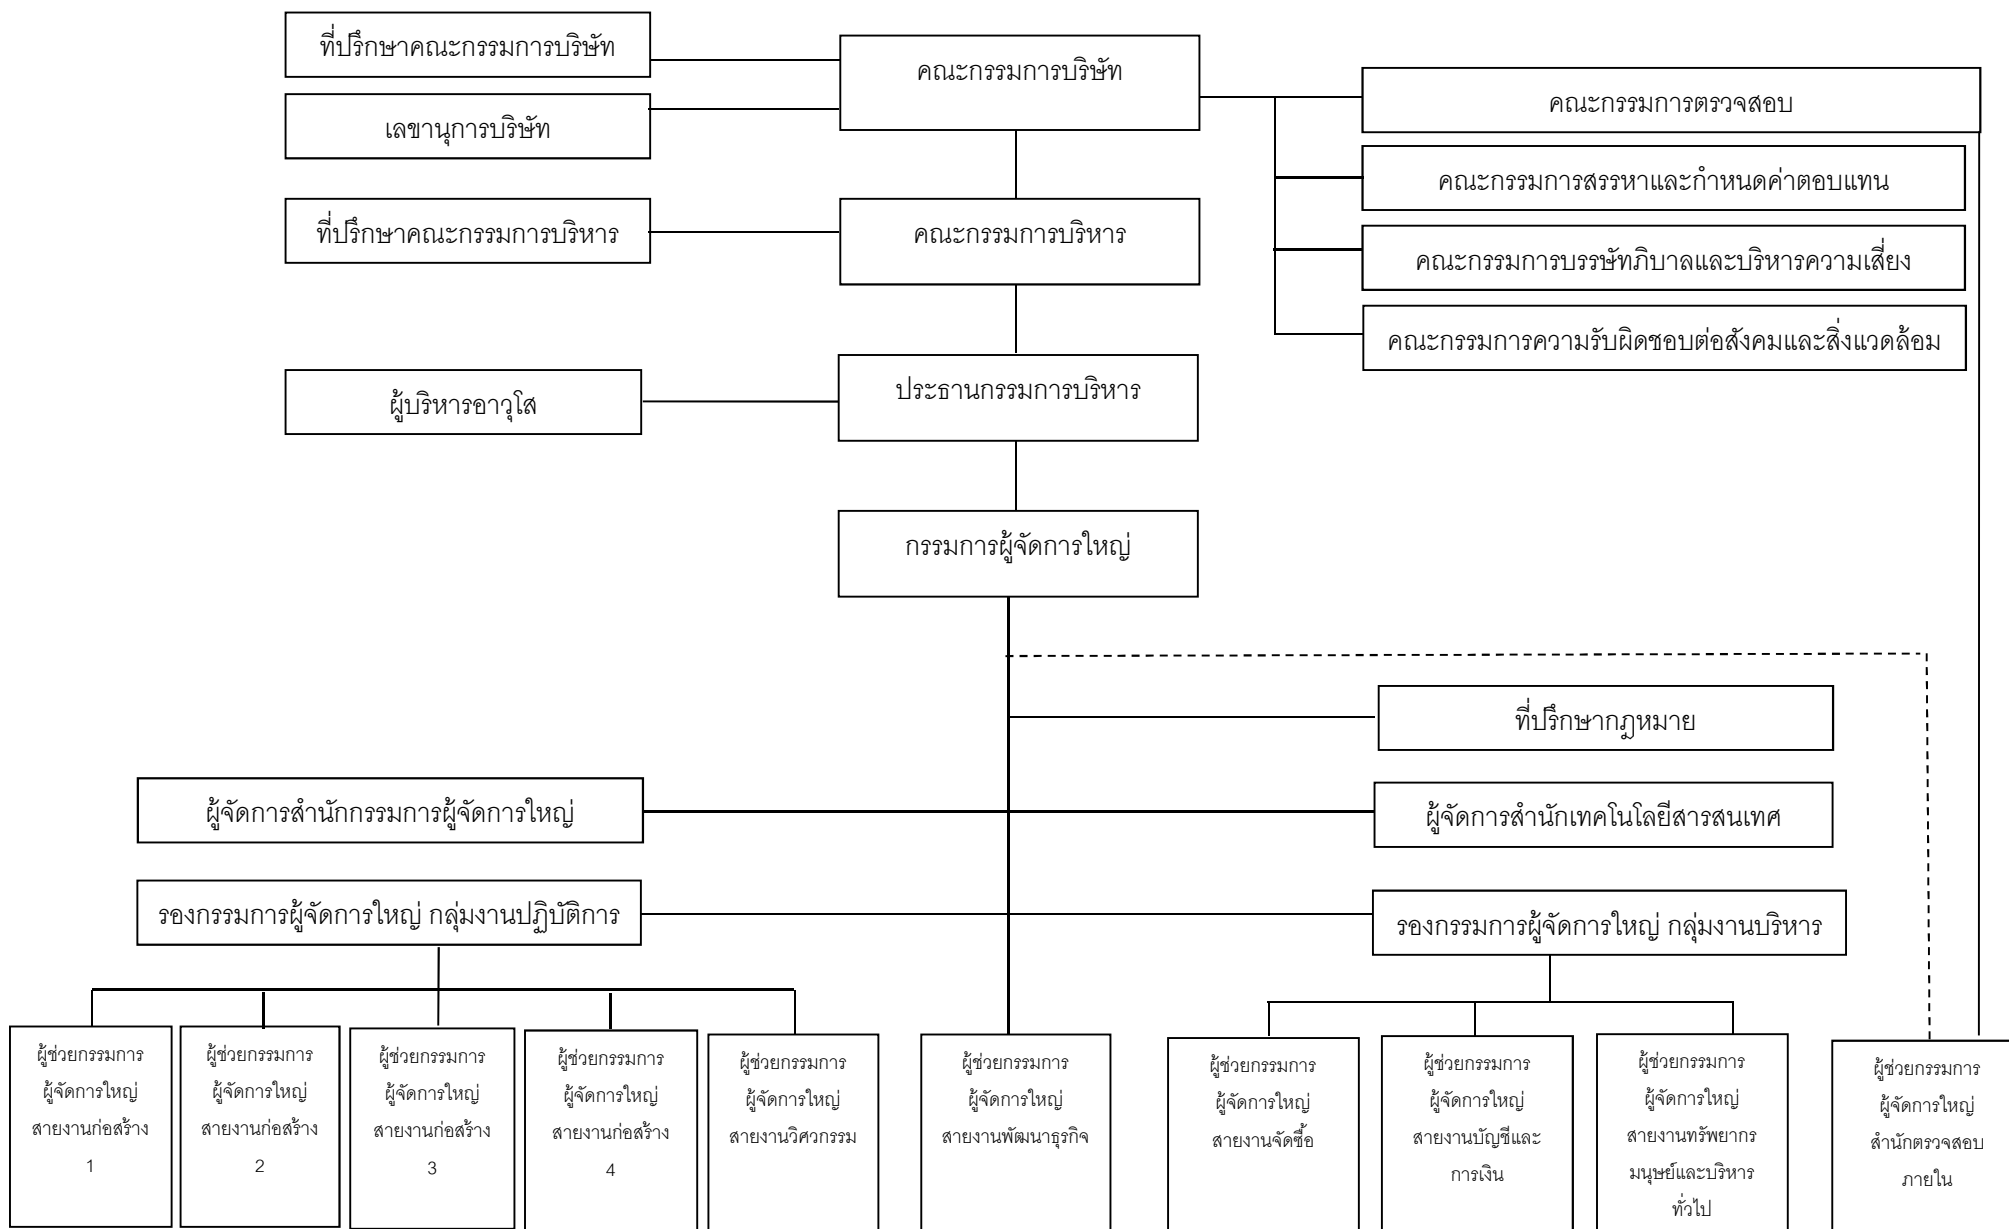 ที่ปรึกษาคณะกรรมการบริษัท
คณะกรรมการบริษัท
คณะกรรมการตรวจสอบ
เลขานุการบริษัท
คณะกรรมการสรรหาและกำหนดค่าตอบแทน
ที่ปรึกษาคณะกรรมการบริหาร
คณะกรรมการบริหาร
คณะกรรมการบรรษัทภิบาลและบริหารความเสี่ยง
คณะกรรมการความรับผิดชอบต่อสังคมและสิ่งแวดล้อม
ผู้บริหารอาวุโส
ประธานกรรมการบริหาร
กรรมการผู้จัดการใหญ่
ที่ปรึกษากฎหมาย
ผู้จัดการสำนักกรรมการผู้จัดการใหญ่
ผู้จัดการสำนักเทคโนโลยีสารสนเทศ
รองกรรมการผู้จัดการใหญ่ กลุ่มงานปฏิบัติการ
รองกรรมการผู้จัดการใหญ่ กลุ่มงานบริหาร
ผู้ช่วยกรรมการ
ผู้จัดการใหญ่
สายงานก่อสร้าง
1
ผู้ช่วยกรรมการ
ผู้จัดการใหญ่
สายงานก่อสร้าง
2
ผู้ช่วยกรรมการ
ผู้จัดการใหญ่
สายงานก่อสร้าง
3
ผู้ช่วยกรรมการ
ผู้จัดการใหญ่
สายงานก่อสร้าง
4
ผู้ช่วยกรรมการ
ผู้จัดการใหญ่
สายงานวิศวกรรม
ผู้ช่วยกรรมการ
ผู้จัดการใหญ่
สายงานพัฒนาธุรกิจ
ผู้ช่วยกรรมการ
ผู้จัดการใหญ่
สายงานจัดซื้อ
ผู้ช่วยกรรมการ
ผู้จัดการใหญ่
สายงานบัญชีและ
การเงิน
ผู้ช่วยกรรมการ
ผู้จัดการใหญ่
สายงานทรัพยากร
มนุษย์และบริหาร
ทั่วไป
ผู้ช่วยกรรมการ
ผู้จัดการใหญ่
สำนักตรวจสอบ
ภายใน